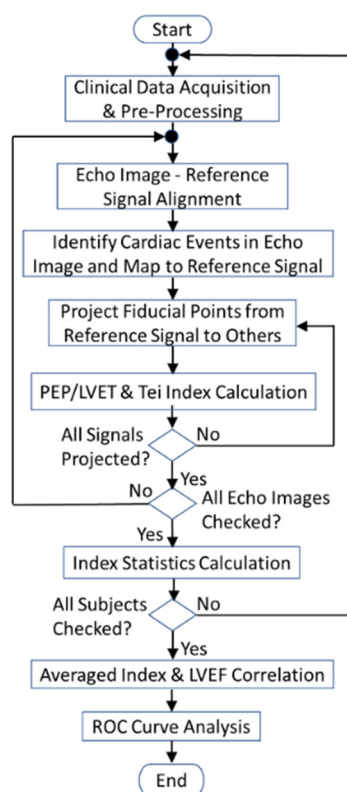 Start
Clinical Data Acquisition
& Pre-Processing
Echo Image - Reference
Signal Alignment
Identify Cardiac Events in Echo
Image and Map to Reference Signal
Project Fiducial Points from
Reference Signal to Others
PEP/LVET & Tei Index Calculation
All Signals
Projected?
No
Yes
No
All Echo Images
Checked?
Yes
Index Statistics Calculation
All Subjects
Checked?
No
Yes
Averaged Index & LVEF Correlation
ROC Curve Analysis
End